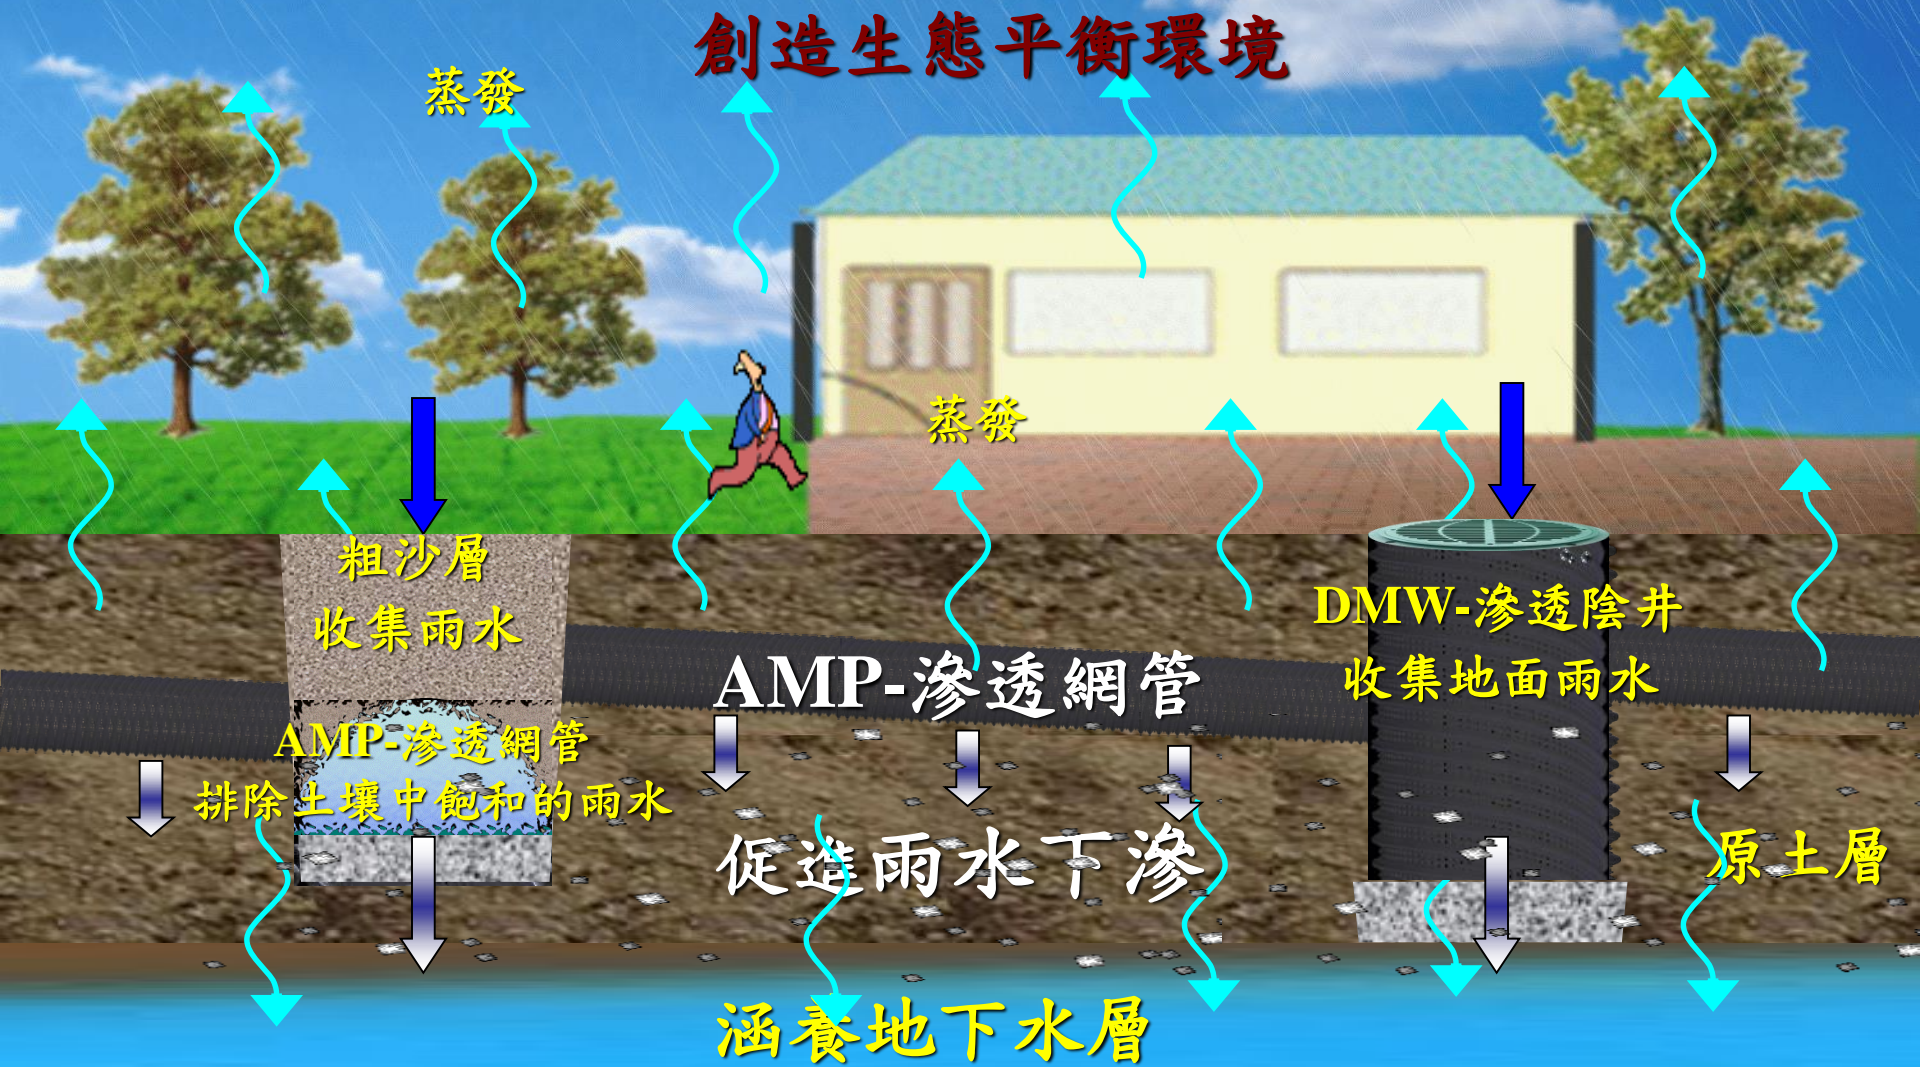 創造生態平衡環境
蒸發
蒸發
粗沙層
收集雨水
DMW-滲透陰井
收集地面雨水
AMP-滲透網管
AMP-滲透網管
排除土壤中飽和的雨水
促進雨水下滲
原土層
涵養地下水層